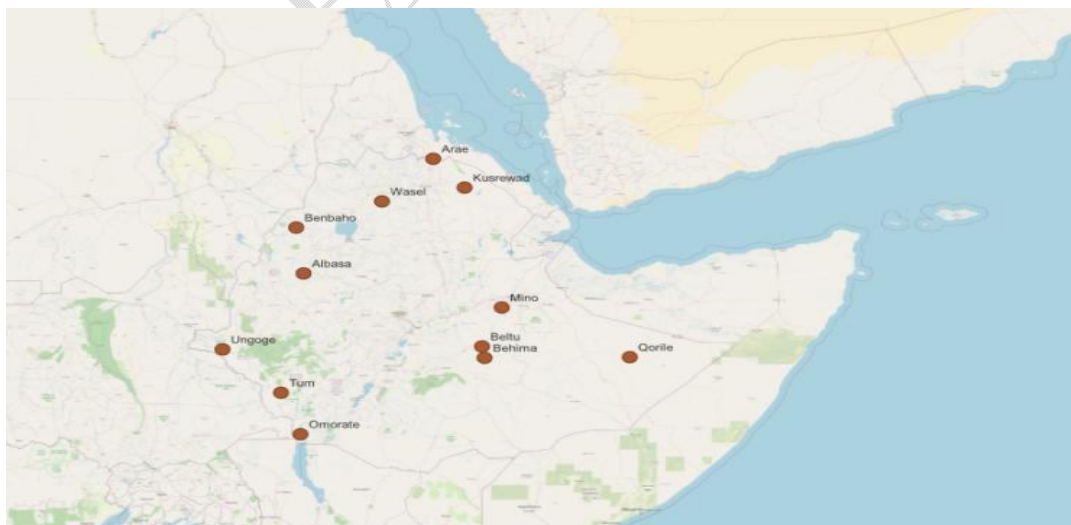 Arae
Kusrewad
Wasel
Benbaho
Albasa
Mino
Beltu
Behima
Qorile
Ungoge
Tum
Omorate